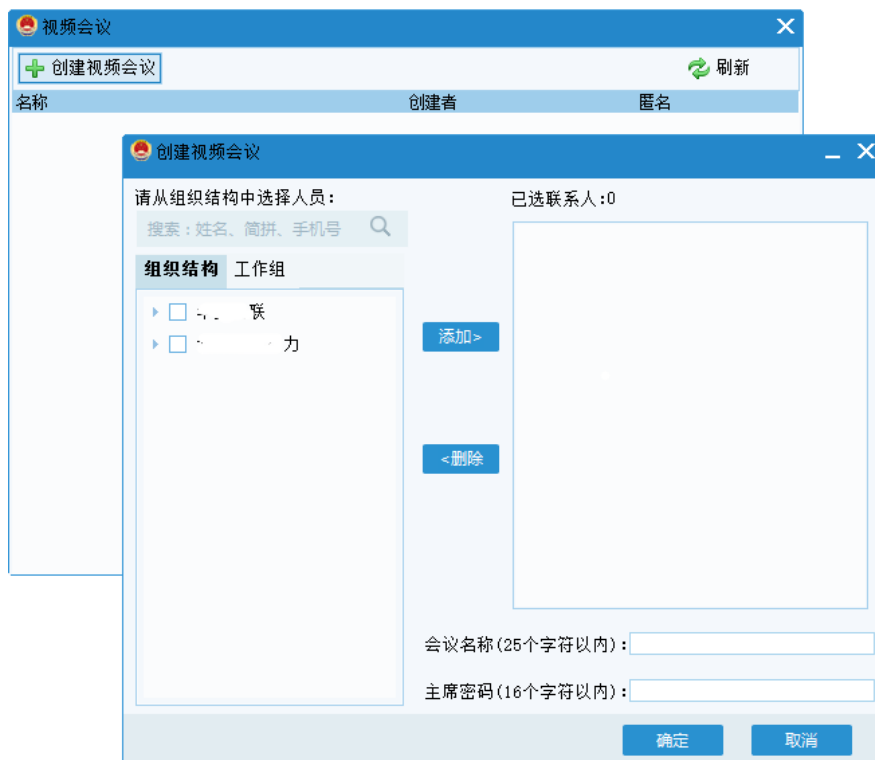 视频会议
创建视频会议
刷新
名称 创建者 匿名
创建视频会议
请从组织结构中选择人员:
已选联系人:0
搜索:姓名、简拼、手机号
组织结构 工作组
联
力
添加>
<删除
会议名称(25个字符以内):
主席密码(16个字符以内):
确定 取消